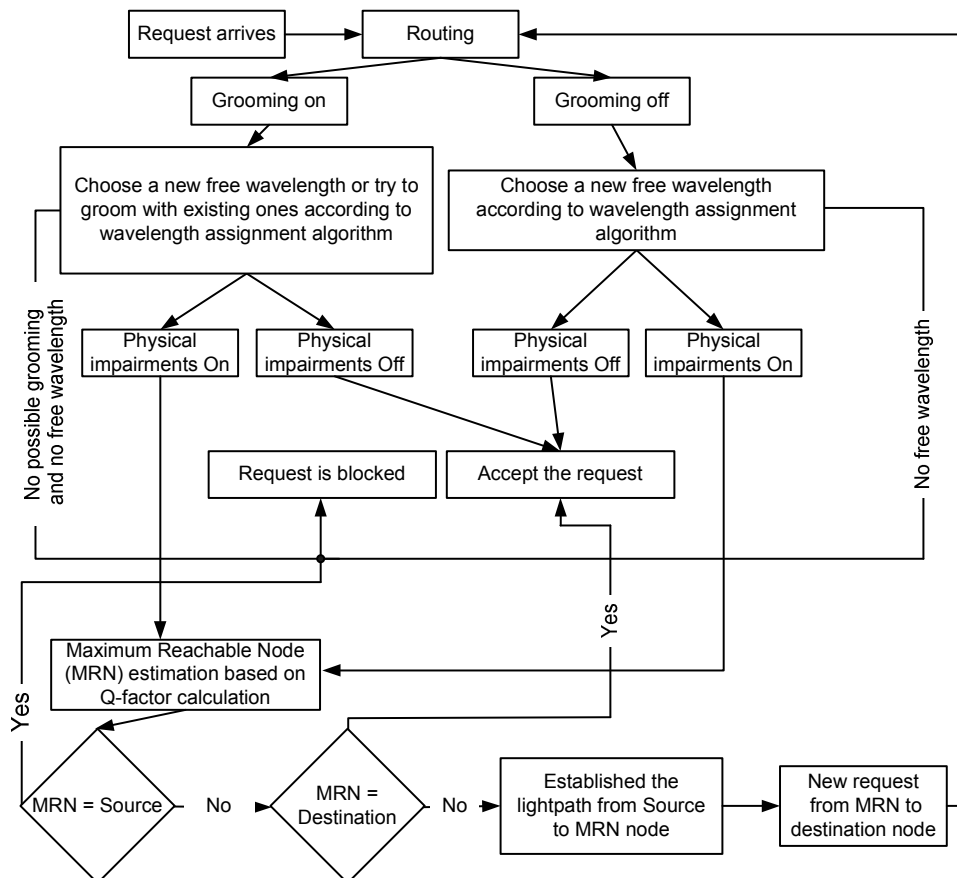 Request arrives
Routing
Grooming on
Grooming off
Choose a new free wavelength or try to
groom with existing ones according to
wavelength assignment algorithm
Choose a new free wavelength
according to wavelength assignment
algorithm
No possible grooming
and no free wavelength
Physical
impairments On
Physical
impairments Off
Physical
impairments Off
Physical
impairments On
No free wavelength
Request is blocked
Accept the request
Yes
Maximum Reachable Node
(MRN) estimation based on
Q-factor calculation
Yes
MRN = Source
No
MRN =
Destination
No
Established the
lightpath from Source
to MRN node
New request
from MRN to
destination node